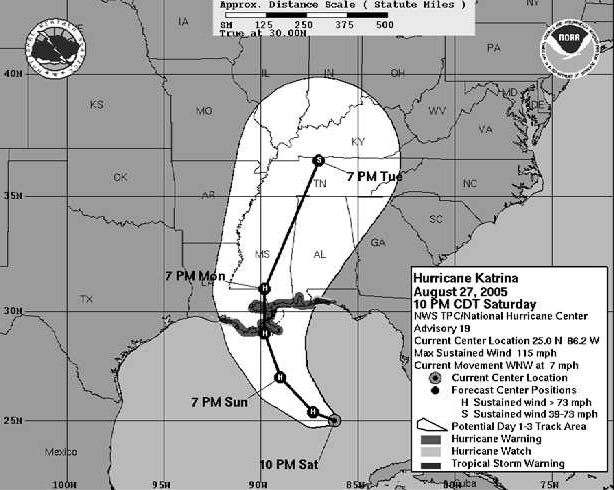 Approx. Distance Scale ( Statute Miles )
SM 125 250 375 500
True at 30.00N
NY
IA
PA
NOAA
40N
IL
IN
OH
MD
DE
KS
MO
WV
VA
KY
7 PM Tue
S
OK
TN
NC
35N
AR
SC
MS
AL
GA
7 PM Mon
H
LA
TX
30N
H
H
7 PM Sun
H
25N
Mexico
10 PM Sat
100W
95W
90W
85W
80W
75W
Cuba
Hurricane Katrina
August 27, 2005
10 PM CDT Saturday
NWS TPC/National Hurricane Center
Advisory 19
Current Center Location 25.0 N 86.2 W
Max Sustained Wind 115 mph
Current Movement WNW at 7 mph
Current Center Location
Forecast Center Positions
H Sustained wind > 73 mph
S Sustained wind 39-73 mph
Potential Day 1-3 Track Area
Hurricane Warning
Hurricane Watch
Tropical Storm Warning